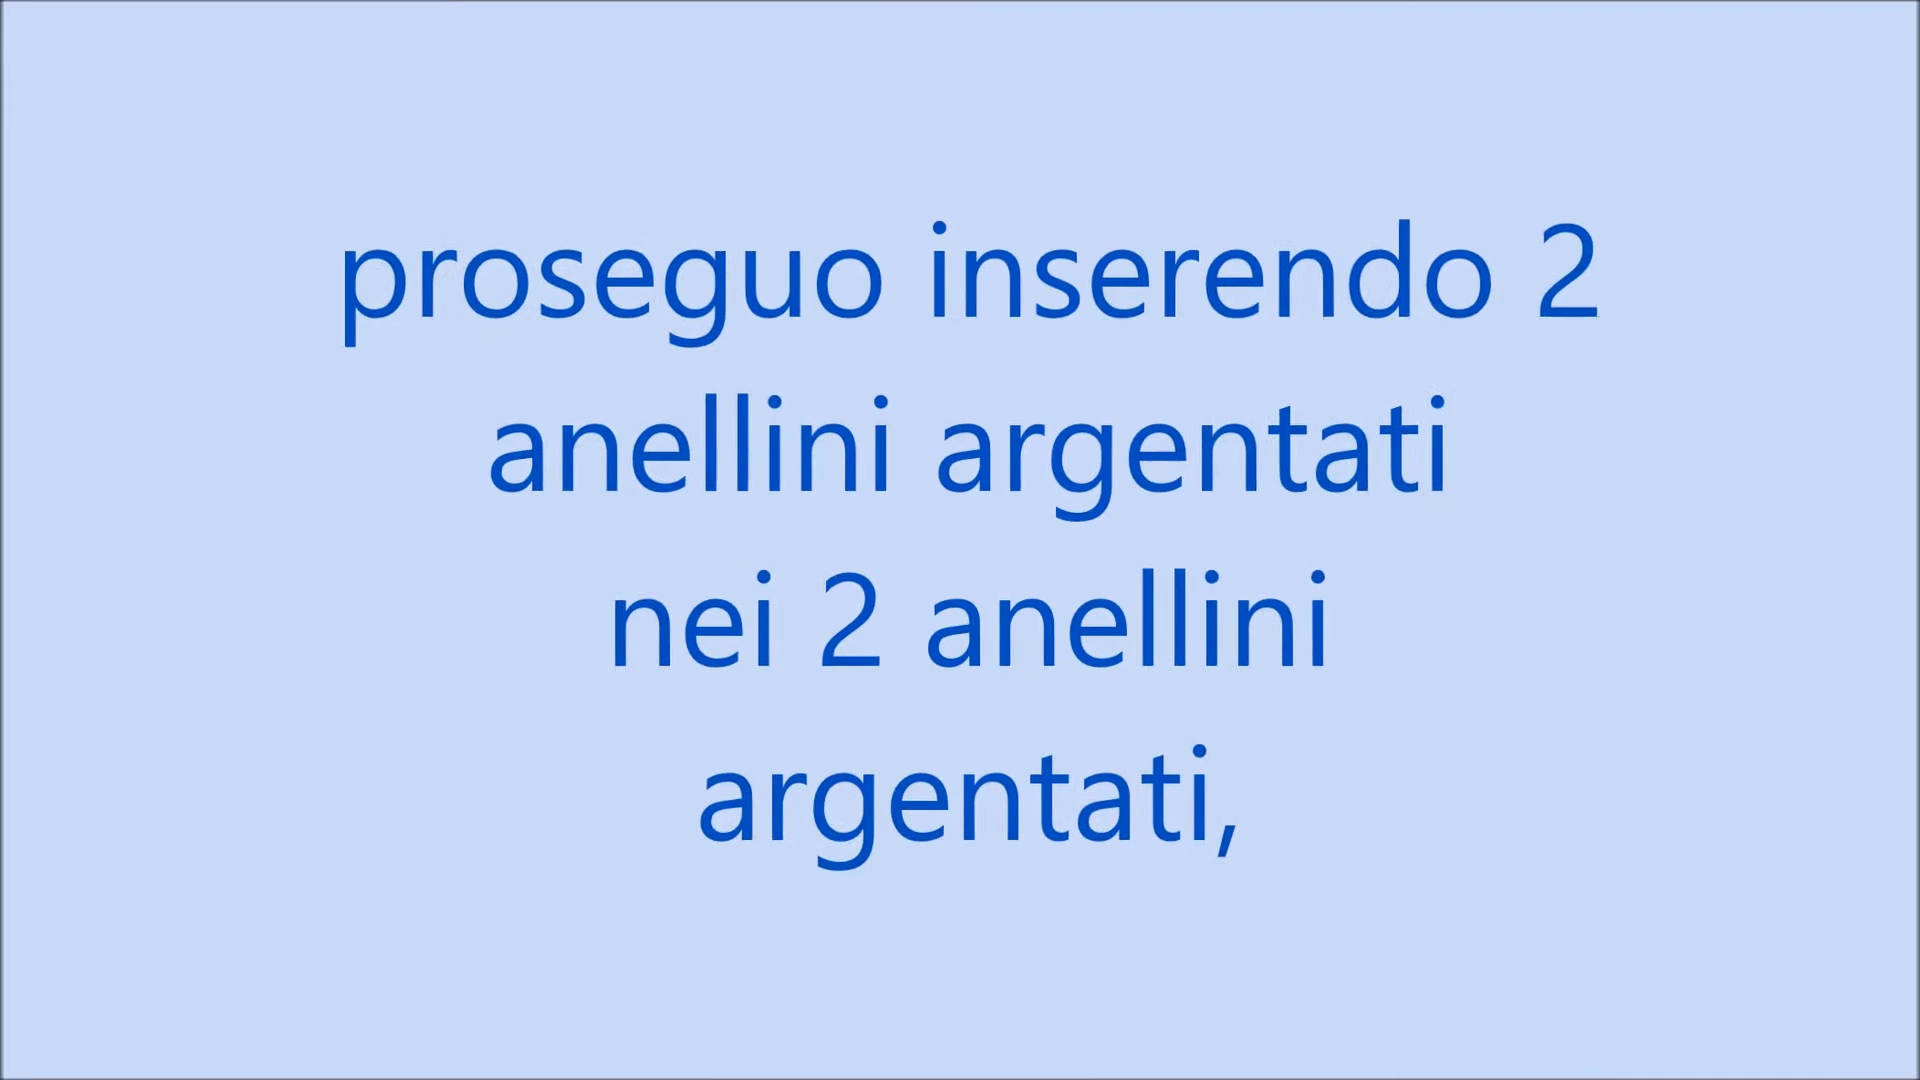 proseguo inserendo 2
anellini argentati
nei 2 anellini
argentati,